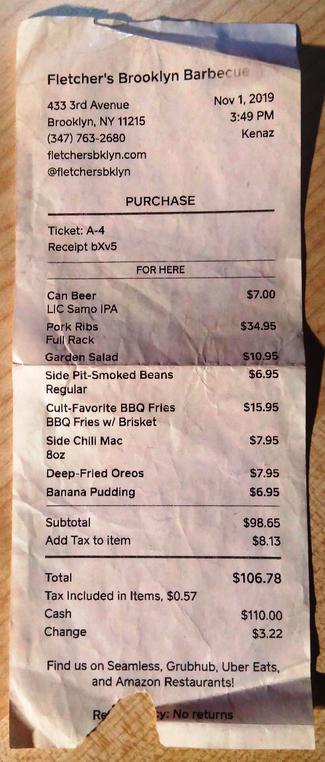 Fletcher's Brooklyn Barbecue
433 3rd Avenue Nov 1, 2019
Brooklyn, NY 11215 3:49 PM
(347) 763-2680 Kenaz
fletchersbklyn.com
@fletchersbklyn
PURCHASE
Ticket: A-4
Receipt bXv5
FOR HERE
Can Beer $7.00
LIC Samo IPA
Pork Ribs $34.95
Full Rack
Garden Salad $10.95
Side Pit-Smoked Beans $6.95
Regular
Cult-Favorite BBQ Fries $15.95
BBQ Fries w/ Brisket
Side Chili Mac $7.95
8oz
Deep-Fried Oreos $7.95
Banana Pudding $6.95
Subtotal $98.65
Add Tax to item $8.13
Total $106.78
Tax Included in Items, $0.57
Cash $110.00
Change $3.22
Find us on Seamless, Grubhub, Uber Eats,
and Amazon Restaurants!
No returns